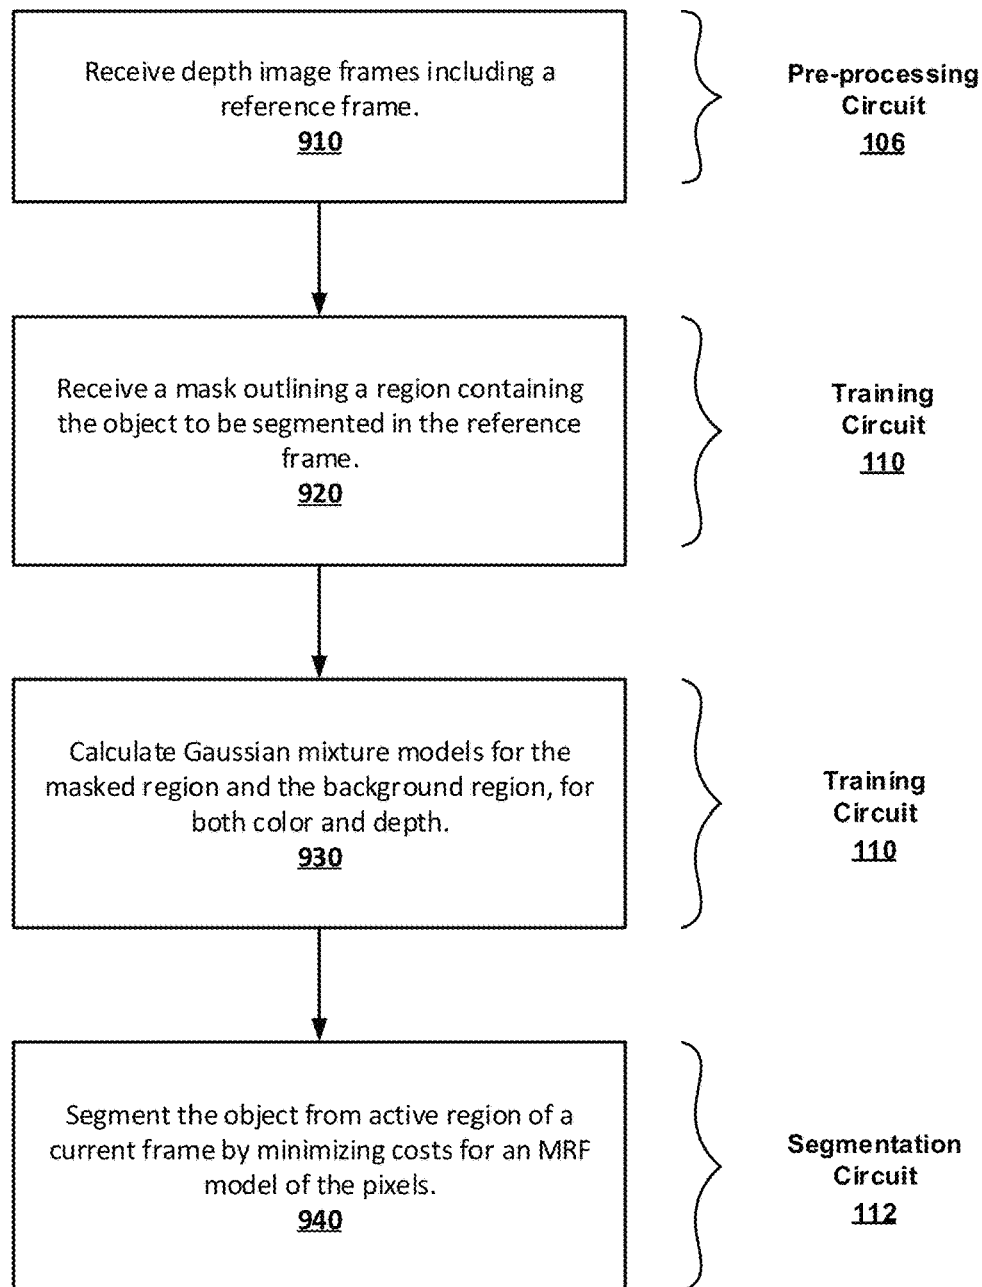 Receive depth image frames including a
reference frame.
910
Pre-processing
Circuit
106
Receive a mask outlining a region containing
the object to be segmented in the reference
frame.
920
Training
Circuit
110
Calculate Gaussian mixture models for the
masked region and the background region, for
both color and depth.
930
Training
Circuit
110
Segment the object from active region of a
current frame by minimizing costs for an MRF
model of the pixels.
940
Segmentation
Circuit
112